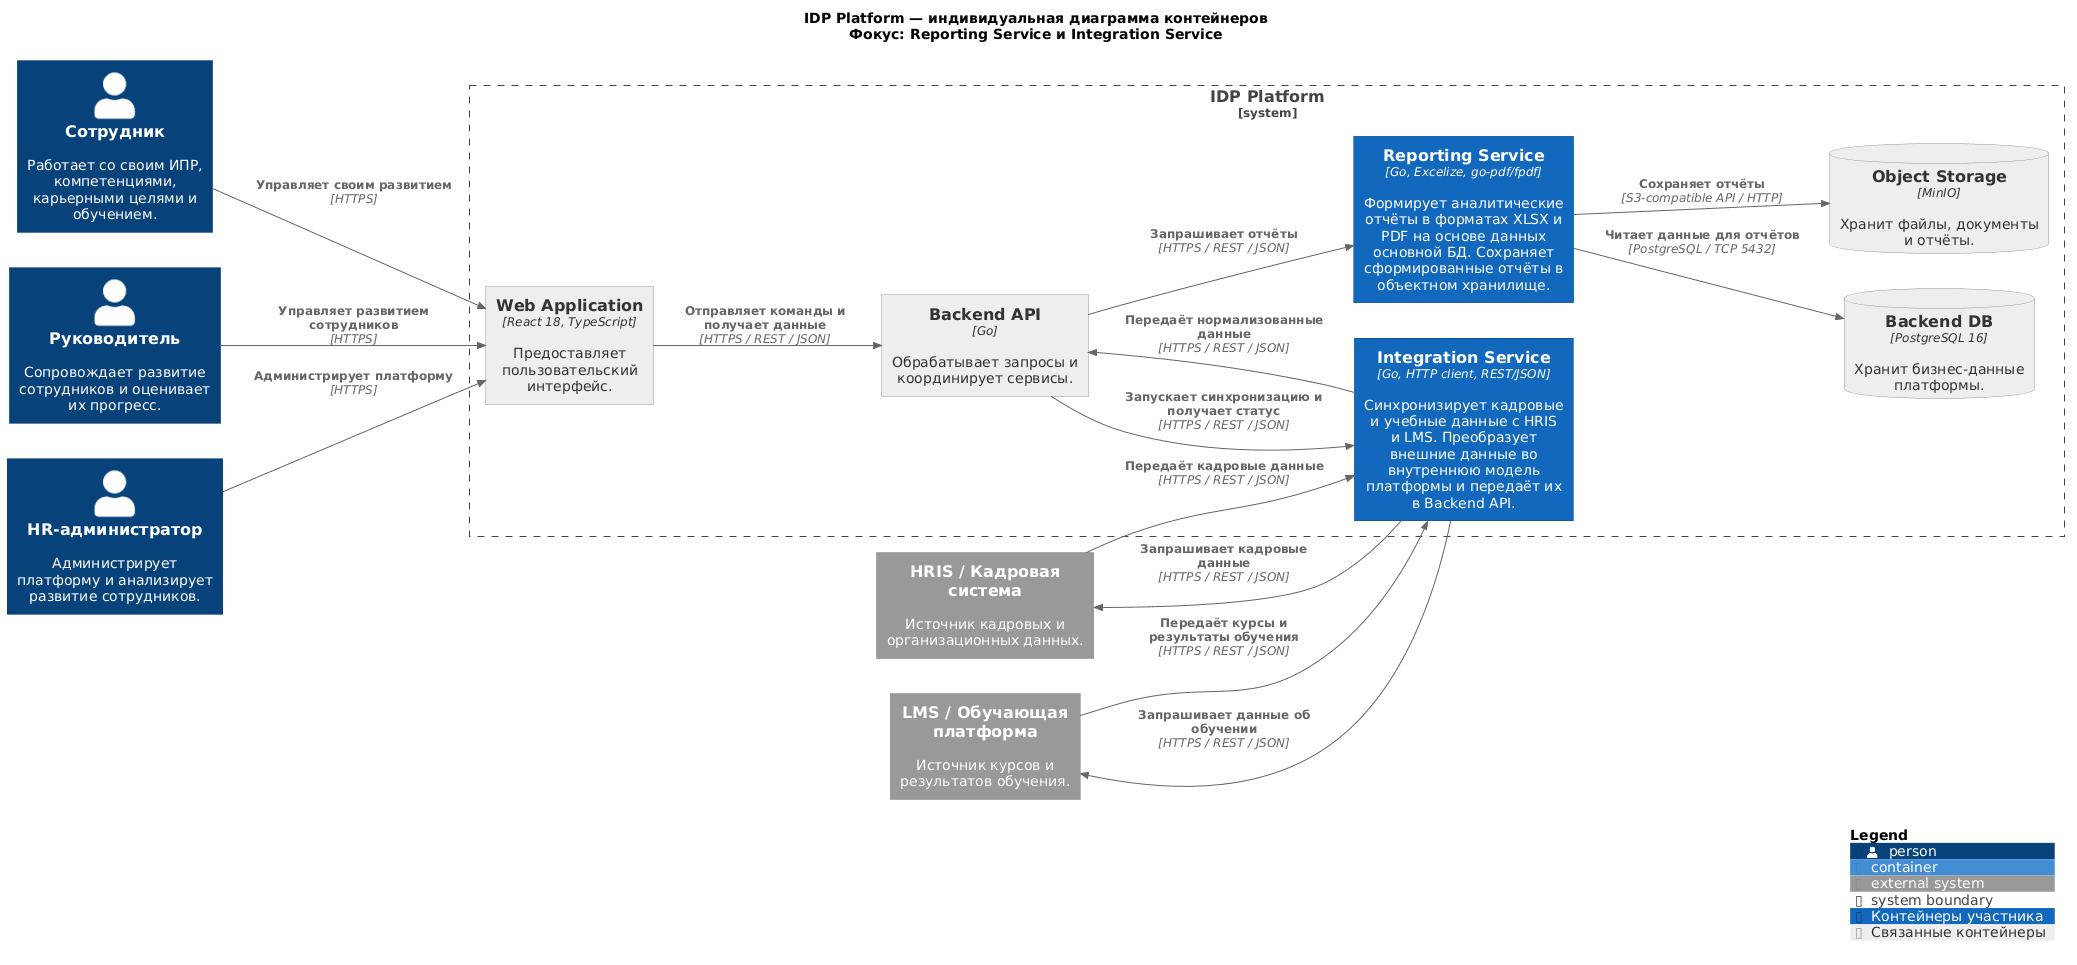 IDP Platform — индивидуальная диаграмма контейнеров
Фокус: Reporting Service и Integration Service
Сотрудник
Работает со своим ИПР,
компетенциями,
карьерными целями и
обучением.
Руководитель
Сопровождает развитие
сотрудников и оценивает
их прогресс.
HR-администратор
Администрирует
платформу и анализирует
развитие сотрудников.
Управляет своим развитием
[HTTPS]
Управляет развитием
сотрудников
[HTTPS]
Администрирует платформу
[HTTPS]
IDP Platform
[system]
Web Application
[React 18, TypeScript]
Предоставляет
пользовательский
интерфейс.
Отправляет команды и
получает данные
[HTTPS / REST / JSON]
Backend API
[Go]
Обрабатывает запросы и
координирует сервисы.
Запрашивает отчёты
[HTTPS / REST / JSON]
Передаёт нормализованные
данные
[HTTPS / REST / JSON]
Запускает синхронизацию и
получает статус
[HTTPS / REST / JSON]
Передаёт кадровые данные
[HTTPS / REST / JSON]
Reporting Service
[Go, Excelize, go-pdf/fpdf]
Формирует аналитические
отчёты в форматах XLSX и
PDF на основе данных
основной БД. Сохраняет
сформированные отчёты в
объектном хранилище.
Integration Service
[Go, HTTP client, REST/JSON]
Синхронизирует кадровые
и учебные данные с HRIS
и LMS. Преобразует
внешние данные во
внутреннюю модель
платформы и передаёт их
в Backend API.
Сохраняет отчёты
[S3-compatible API / HTTP]
Читает данные для отчётов
[PostgreSQL / TCP 5432]
Object Storage
[MinIO]
Хранит файлы, документы
и отчёты.
Backend DB
[PostgreSQL 16]
Хранит бизнес-данные
платформы.
HRIS / Кадровая
система
Источник кадровых и
организационных данных.
Запрашивает кадровые
данные
[HTTPS / REST / JSON]
Передаёт курсы и
результаты обучения
[HTTPS / REST / JSON]
LMS / Обучающая
платформа
Источник курсов и
результатов обучения.
Запрашивает данные об
обучении
[HTTPS / REST / JSON]
Legend
person
container
external system
system boundary
Контейнеры участника
Связанные контейнеры